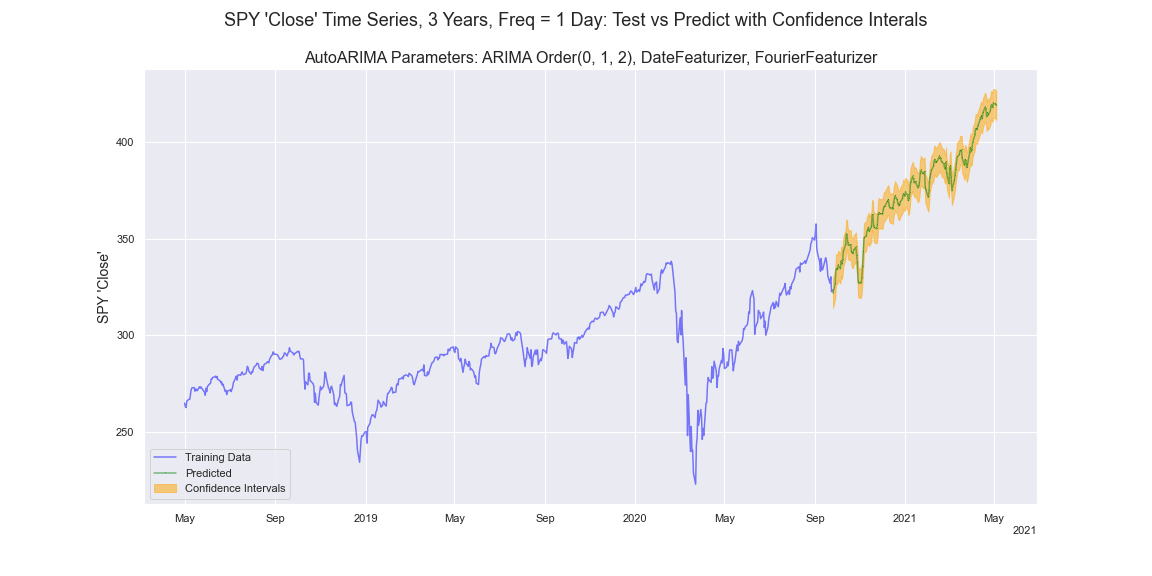 SPY 'Close' Time Series, 3 Years, Freq = 1 Day: Test vs Predict with Confidence Interals
AutoARIMA Parameters: ARIMA Order(0, 1, 2), DateFeaturizer, FourierFeaturizer
SPY 'Close'
400
350
300
250
Training Data
Predicted
Confidence Intervals
May Sep 2019 May Sep 2020 May Sep 2021 May
2021